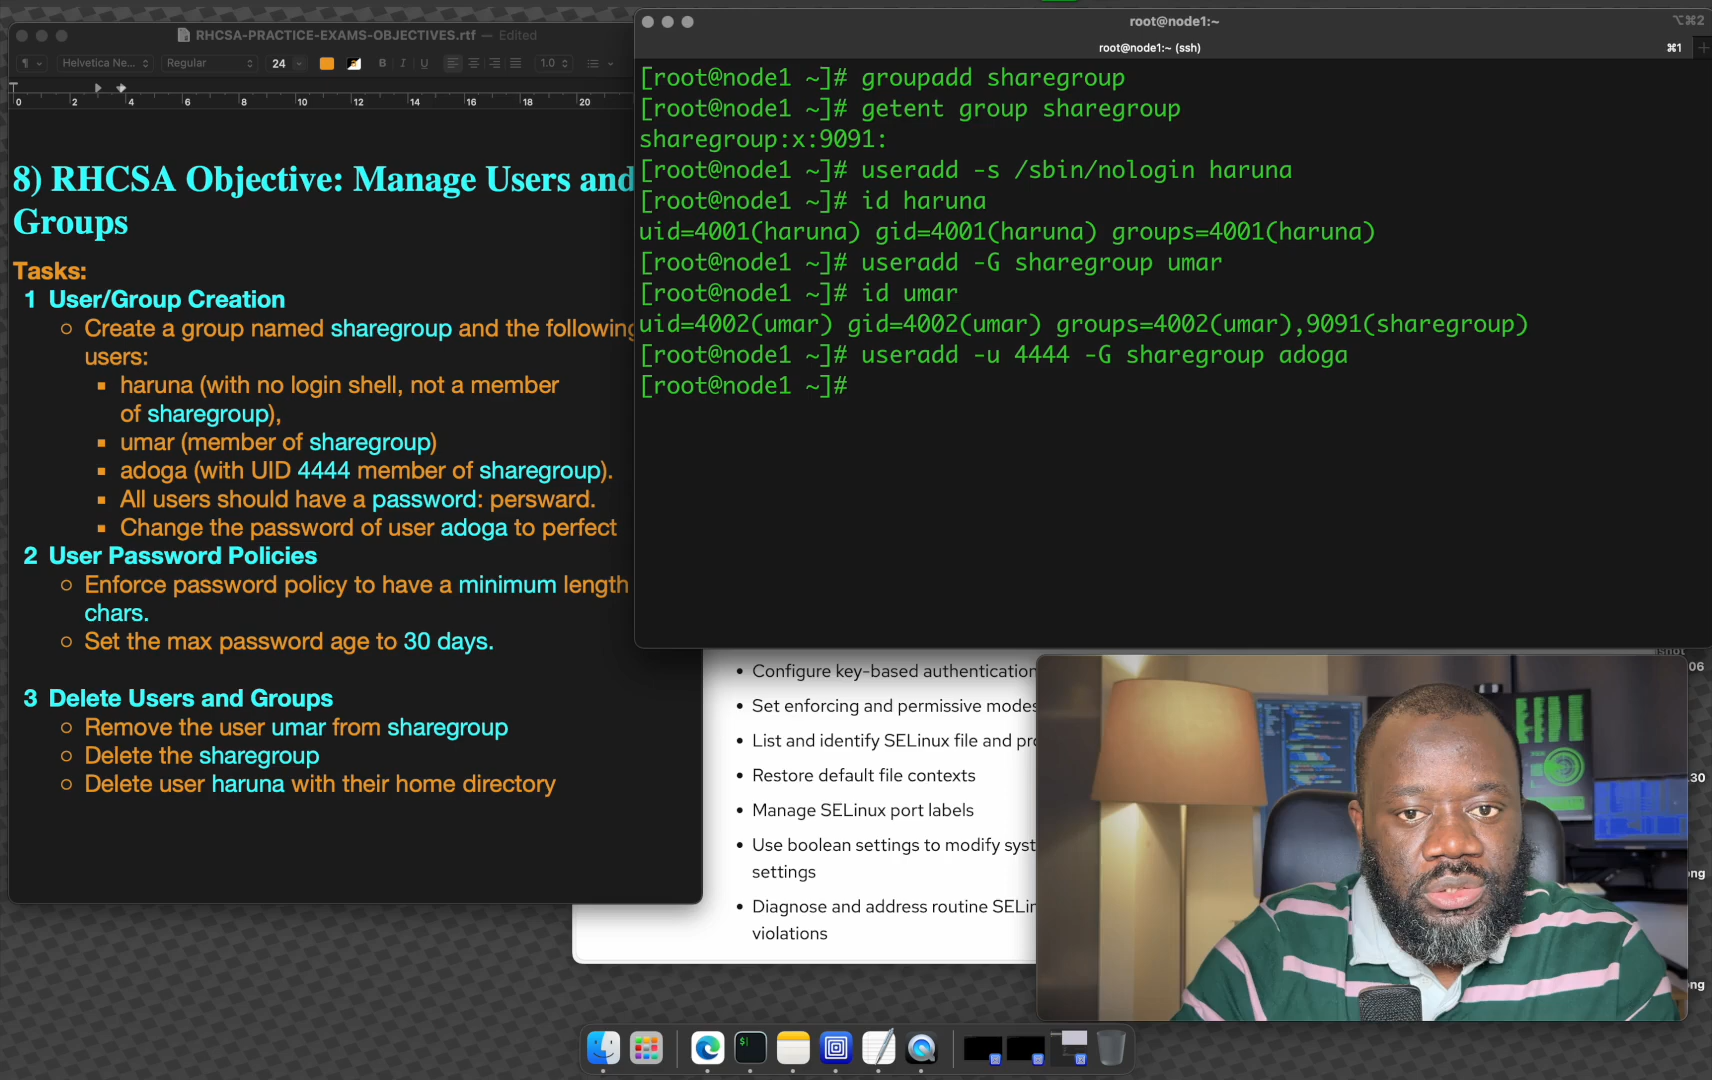 RHCSA-PRACTICE-EXAMS-OBJECTIVES.rtf — Edited
Helvetica Ne... Regular 24 B I U 1.0
0 2 4 6 8 10 12 14 16 18 20
8) RHCSA Objective: Manage Users and
Groups
Tasks:
1 User/Group Creation
Create a group named sharegroup and the following
users:
haruna (with no login shell, not a member
of sharegroup),
umar (member of sharegroup)
adoga (with UID 4444 member of sharegroup).
All users should have a password: persward.
Change the password of user adoga to perfect
2 User Password Policies
Enforce password policy to have a minimum length
chars.
Set the max password age to 30 days.
3 Delete Users and Groups
Remove the user umar from sharegroup
Delete the sharegroup
Delete user haruna with their home directory
root@node1:~
⌥⌘2
root@node1:~ (ssh)
⌘1
[root@node1 ~]# groupadd sharegroup
[root@node1 ~]# getent group sharegroup
sharegroup:x:9091:
[root@node1 ~]# useradd -s /sbin/nologin haruna
[root@node1 ~]# id haruna
uid=4001(haruna) gid=4001(haruna) groups=4001(haruna)
[root@node1 ~]# useradd -G sharegroup umar
[root@node1 ~]# id umar
uid=4002(umar) gid=4002(umar) groups=4002(umar),9091(sharegroup)
[root@node1 ~]# useradd -u 4444 -G sharegroup adoga
[root@node1 ~]#
Configure key-based authentication
Set enforcing and permissive modes
List and identify SELinux file and pr
Restore default file contexts
Manage SELinux port labels
Use boolean settings to modify syst
settings
Diagnose and address routine SELin
violations
06
.30
ong
ong